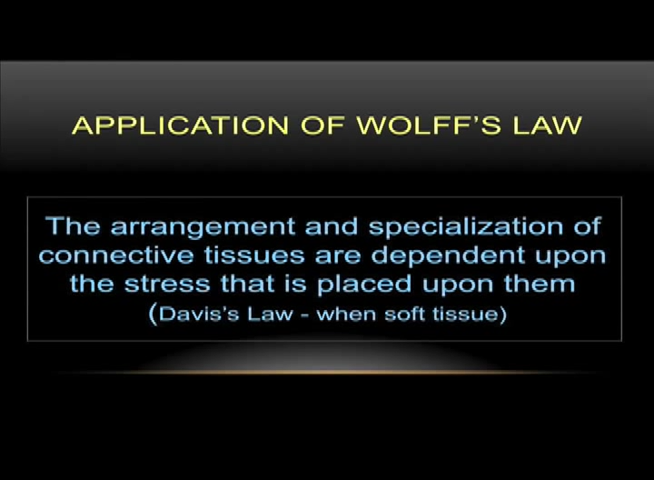 APPLICATION OF WOLFF'S LAW
The arrangement and specialization of
connective tissues are dependent upon
the stress that is placed upon them
(Davis's Law - when soft tissue)